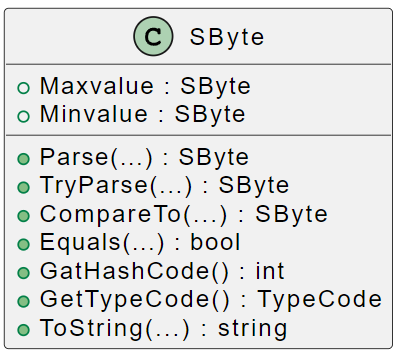 C SByte
Maxvalue : SByte
Minvalue : SByte
Parse(...) : SByte
TryParse(...) : SByte
CompareTo(...) : SByte
Equals(...) : bool
GatHashCode() : int
GetTypeCode() : TypeCode
ToString(...) : string